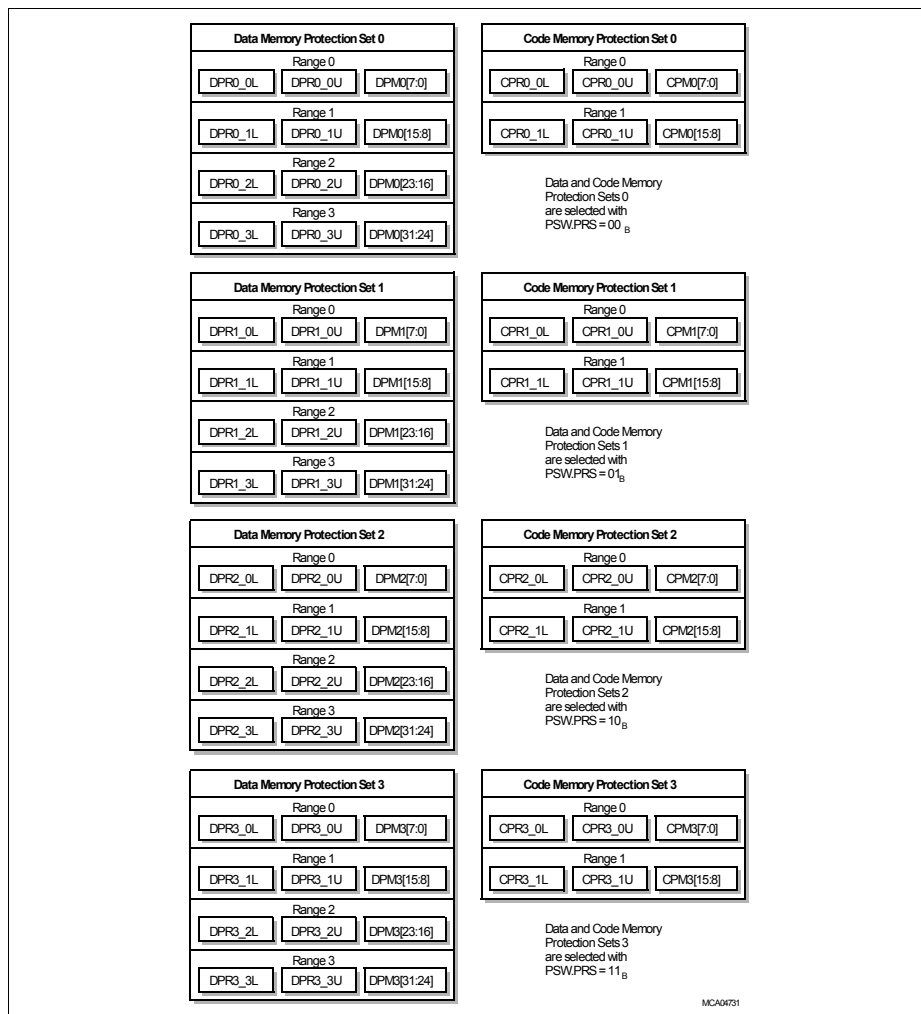 Data Memory Protection Set 0
Range 0
DPR0_0L DPR0_0U DPM0[7:0]
Range 1
DPR0_1L DPR0_1U DPM0[15:8]
Range 2
DPR0_2L DPR0_2U DPM0[23:16]
Range 3
DPR0_3L DPR0_3U DPM0[31:24]
Code Memory Protection Set 0
Range 0
CPR0_0L CPR0_0U CPM0[7:0]
Range 1
CPR0_1L CPR0_1U CPM0[15:8]
Data and Code Memory
Protection Sets 0
are selected with
PSW.PRS = 00 B
Data Memory Protection Set 1
Range 0
DPR1_0L DPR1_0U DPM1[7:0]
Range 1
DPR1_1L DPR1_1U DPM1[15:8]
Range 2
DPR1_2L DPR1_2U DPM1[23:16]
Range 3
DPR1_3L DPR1_3U DPM1[31:24]
Code Memory Protection Set 1
Range 0
CPR1_0L CPR1_0U CPM1[7:0]
Range 1
CPR1_1L CPR1_1U CPM1[15:8]
Data and Code Memory
Protection Sets 1
are selected with
PSW.PRS = 01B
Data Memory Protection Set 2
Range 0
DPR2_0L DPR2_0U DPM2[7:0]
Range 1
DPR2_1L DPR2_1U DPM2[15:8]
Range 2
DPR2_2L DPR2_2U DPM2[23:16]
Range 3
DPR2_3L DPR2_3U DPM2[31:24]
Code Memory Protection Set 2
Range 0
CPR2_0L CPR2_0U CPM2[7:0]
Range 1
CPR2_1L CPR2_1U CPM2[15:8]
Data and Code Memory
Protection Sets 2
are selected with
PSW.PRS = 10 B
Data Memory Protection Set 3
Range 0
DPR3_0L DPR3_0U DPM3[7:0]
Range 1
DPR3_1L DPR3_1U DPM3[15:8]
Range 2
DPR3_2L DPR3_2U DPM3[23:16]
Range 3
DPR3_3L DPR3_3U DPM3[31:24]
Code Memory Protection Set 3
Range 0
CPR3_0L CPR3_0U CPM3[7:0]
Range 1
CPR3_1L CPR3_1U CPM3[15:8]
Data and Code Memory
Protection Sets 3
are selected with
PSW.PRS = 11 B
MCA04731